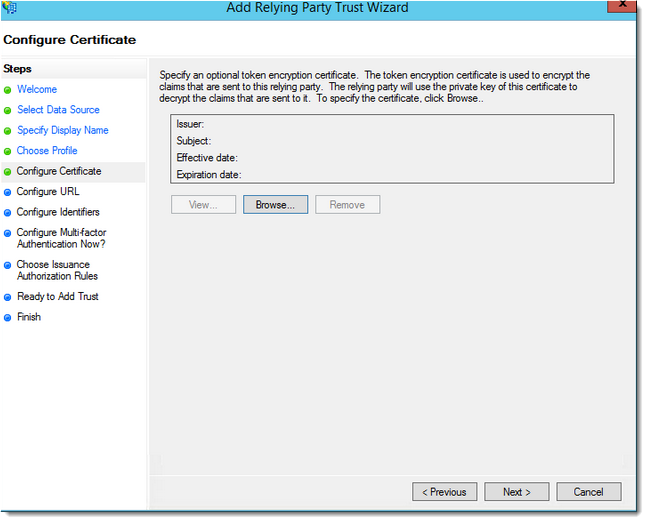 Add Relying Party Trust Wizard
x
Configure Certificate
Steps
Welcome
Select Data Source
Specify Display Name
Choose Profile
Configure Certificate
Configure URL
Configure Identifiers
Configure Multi-factor
Authentication Now?
Choose Issuance
Authorization Rules
Ready to Add Trust
Finish
Specify an optional token encryption certificate. The token encryption certificate is used to encrypt the
claims that are sent to this relying party. The relying party will use the private key of this certificate to
decrypt the claims that are sent to it. To specify the certificate, click Browse..
Issuer:
Subject:
Effective date:
Expiration date:
View... Browse... Remove
< Previous Next > Cancel